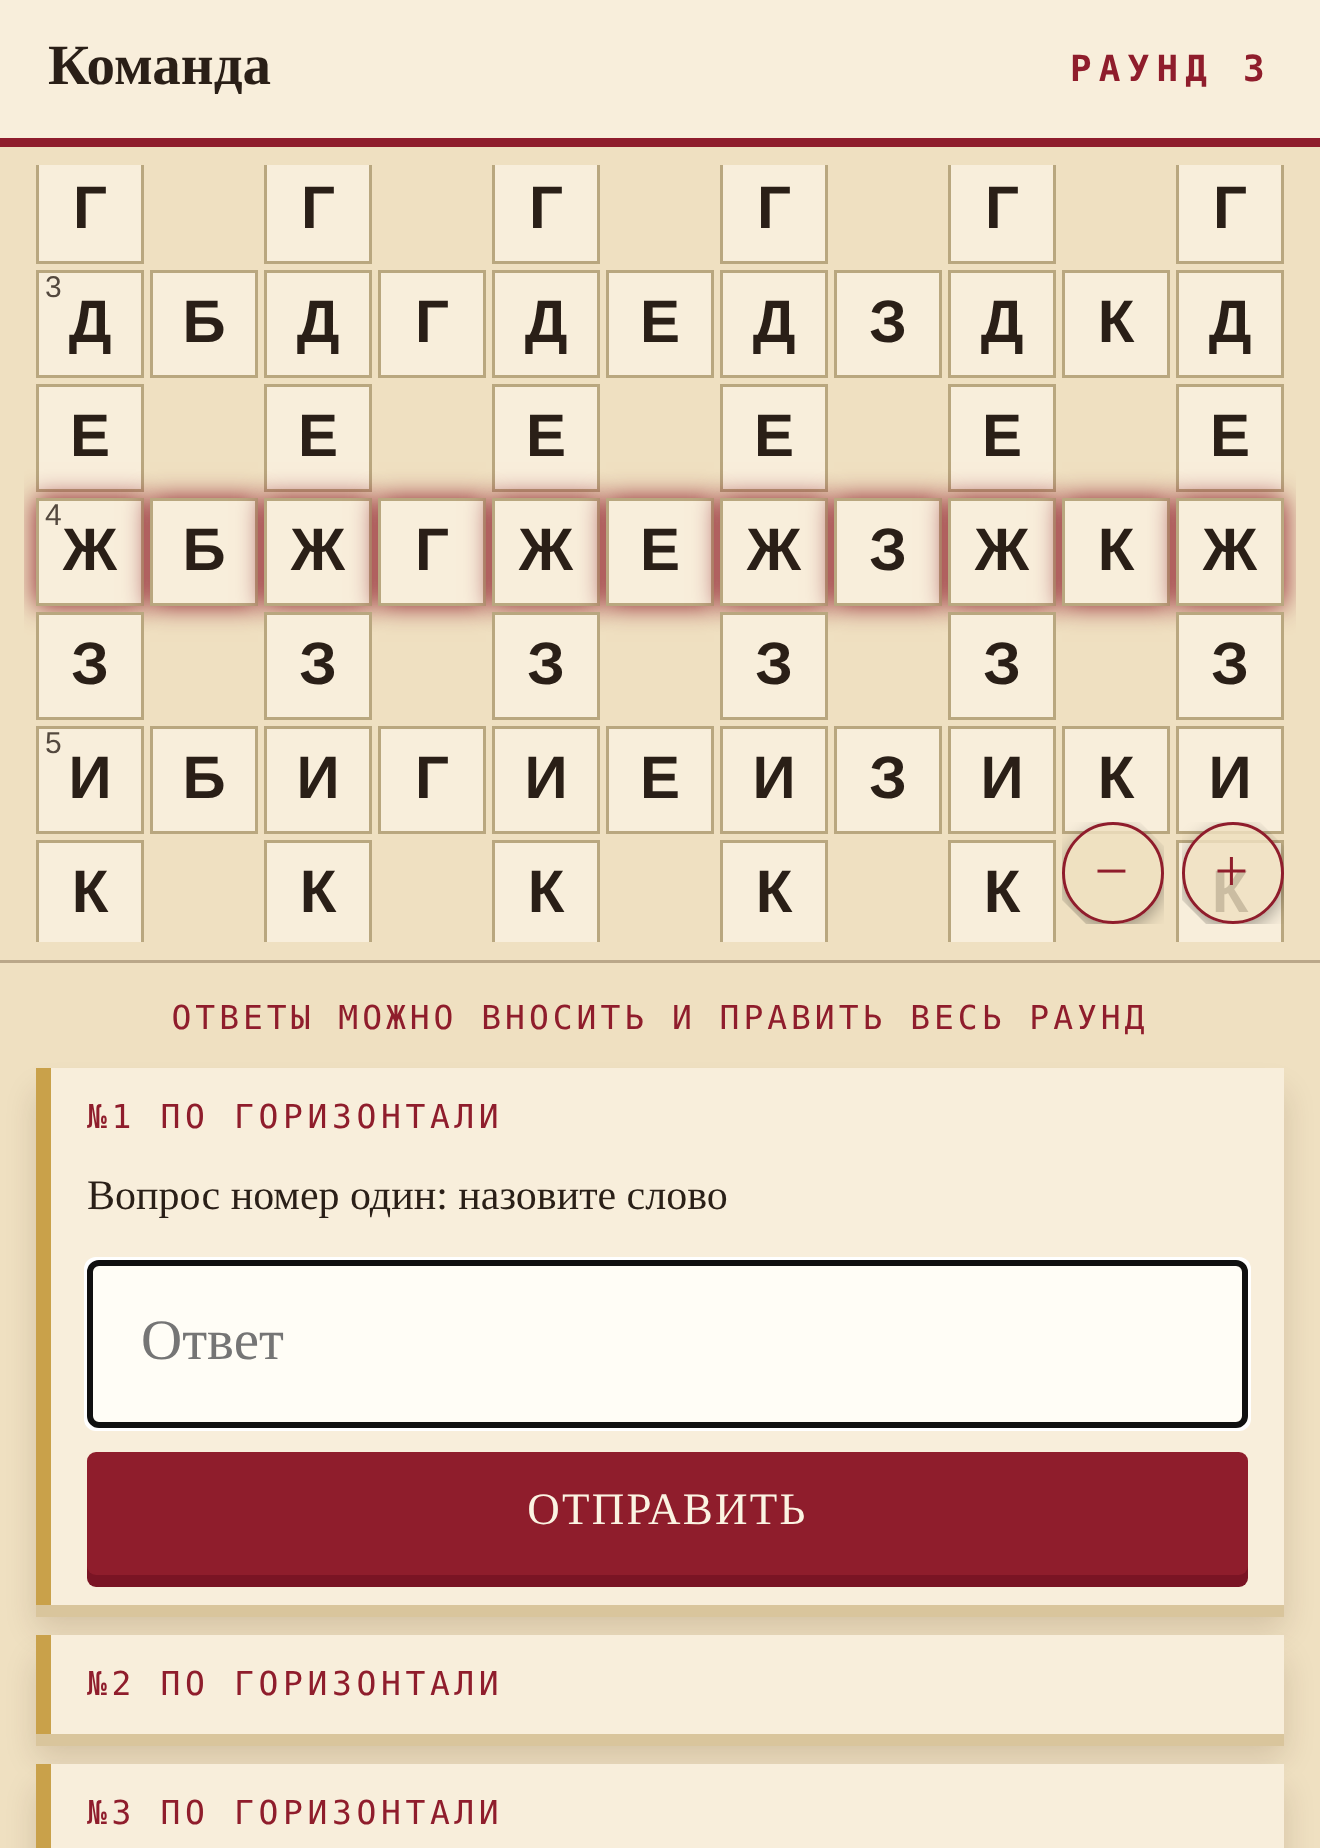 Команда
РАУНД 3
Г Г Г Г Г Г
3 Д Б Д Г Д Е Д З Д К Д
Е Е Е Е Е Е
4 Ж Б Ж Г Ж Е Ж З Ж К Ж
З З З З З З
5 И Б И Г И Е И З И К И
К К К К К − + К
ОТВЕТЫ МОЖНО ВНОСИТЬ И ПРАВИТЬ ВЕСЬ РАУНД
№1 ПО ГОРИЗОНТАЛИ
Вопрос номер один: назовите слово
Ответ
ОТПРАВИТЬ
№2 ПО ГОРИЗОНТАЛИ
№3 ПО ГОРИЗОНТАЛИ